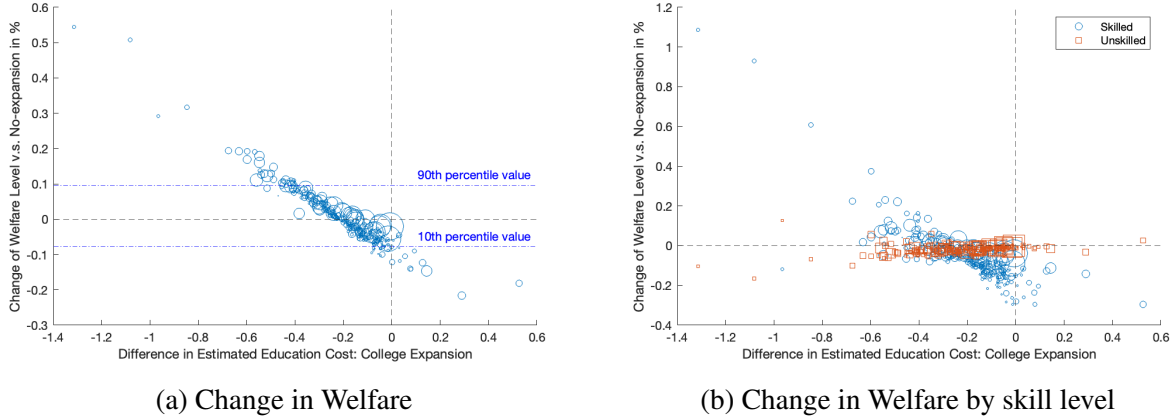 Change of Welfare Level v.s. No-expansion in %
0.6
0.5
0.4
0.3
0.2
0.1
0
-0.1
-0.2
-0.3
90th percentile value
10th percentile value
-1.4 -1.2 -1 -0.8 -0.6 -0.4 -0.2 0 0.2 0.4 0.6
Difference in Estimated Education Cost: College Expansion
(a) Change in Welfare
Change of Welfare Level v.s. No-expansion in %
1.2
1
0.8
0.6
0.4
0.2
0
-0.2
-0.4
Skilled
Unskilled
-1.4 -1.2 -1 -0.8 -0.6 -0.4 -0.2 0 0.2 0.4 0.6
Difference in Estimated Education Cost: College Expansion
(b) Change in Welfare by skill level